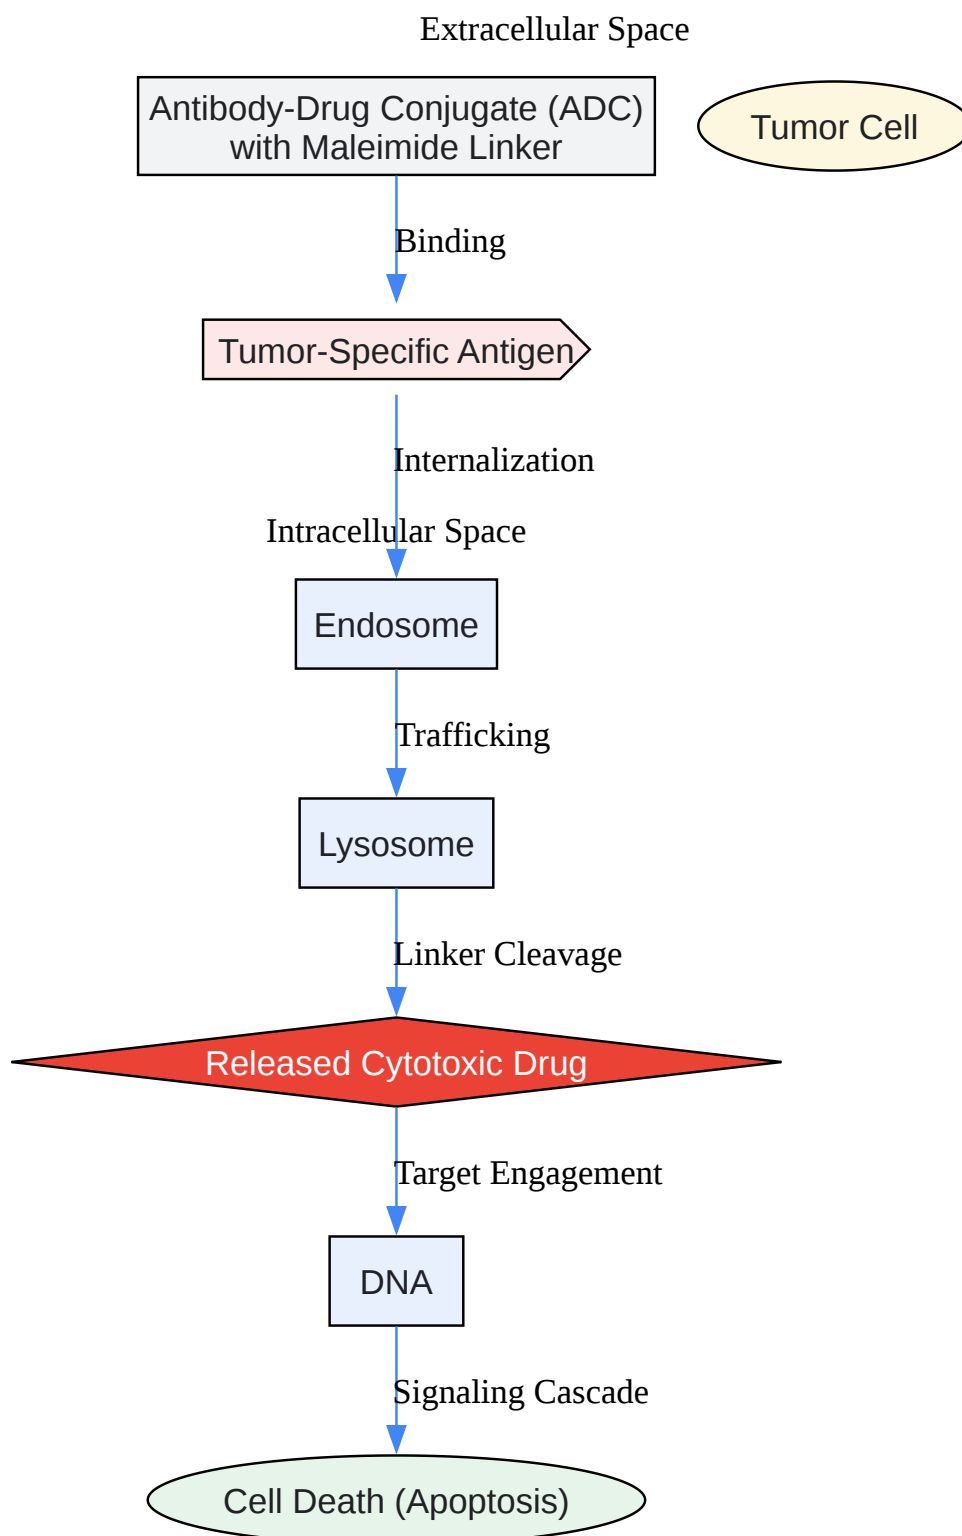 Extracellular Space
Antibody-Drug Conjugate (ADC)
with Maleimide Linker
Tumor Cell
Binding
Tumor-Specific Antigen
Internalization
Intracellular Space
Endosome
Trafficking
Lysosome
Linker Cleavage
Released Cytotoxic Drug
Target Engagement
DNA
Signaling Cascade
Cell Death (Apoptosis)